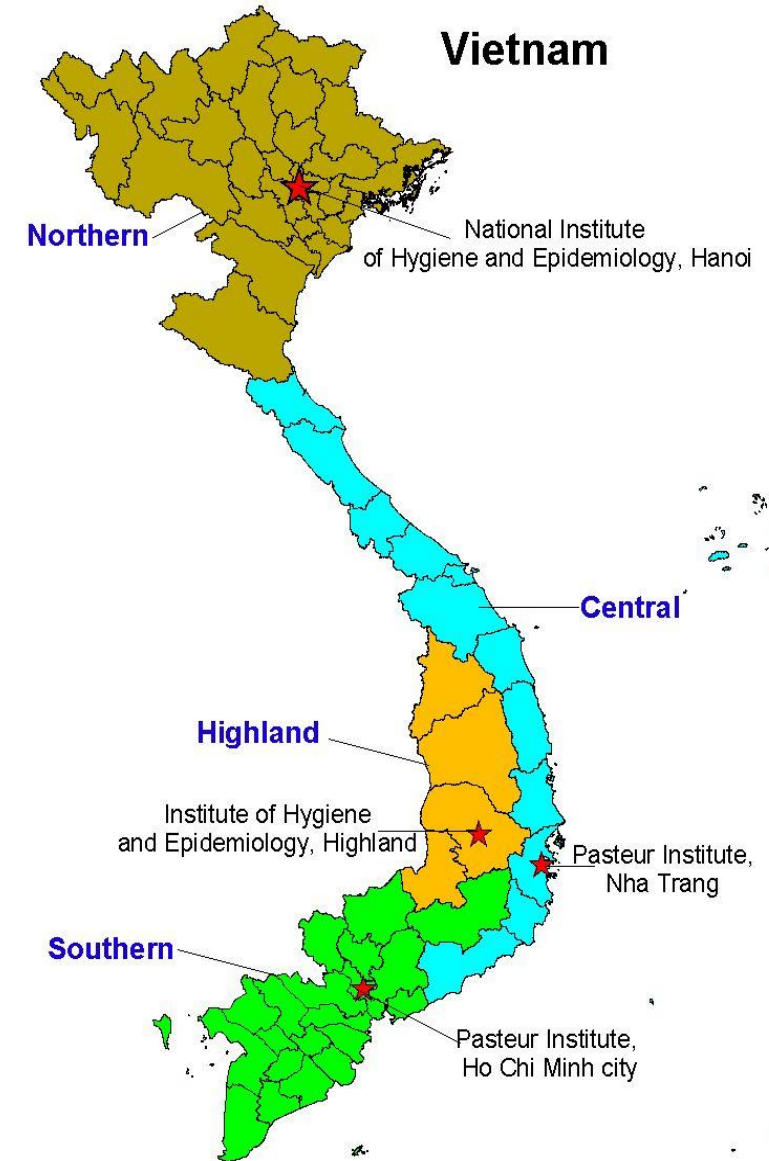 Vietnam
Northern
National Institute
of Hygiene and Epidemiology, Hanoi
Central
Highland
Institute of Hygiene
and Epidemiology, Highland
Pasteur Institute,
Nha Trang
Southern
Pasteur Institute,
Ho Chi Minh city